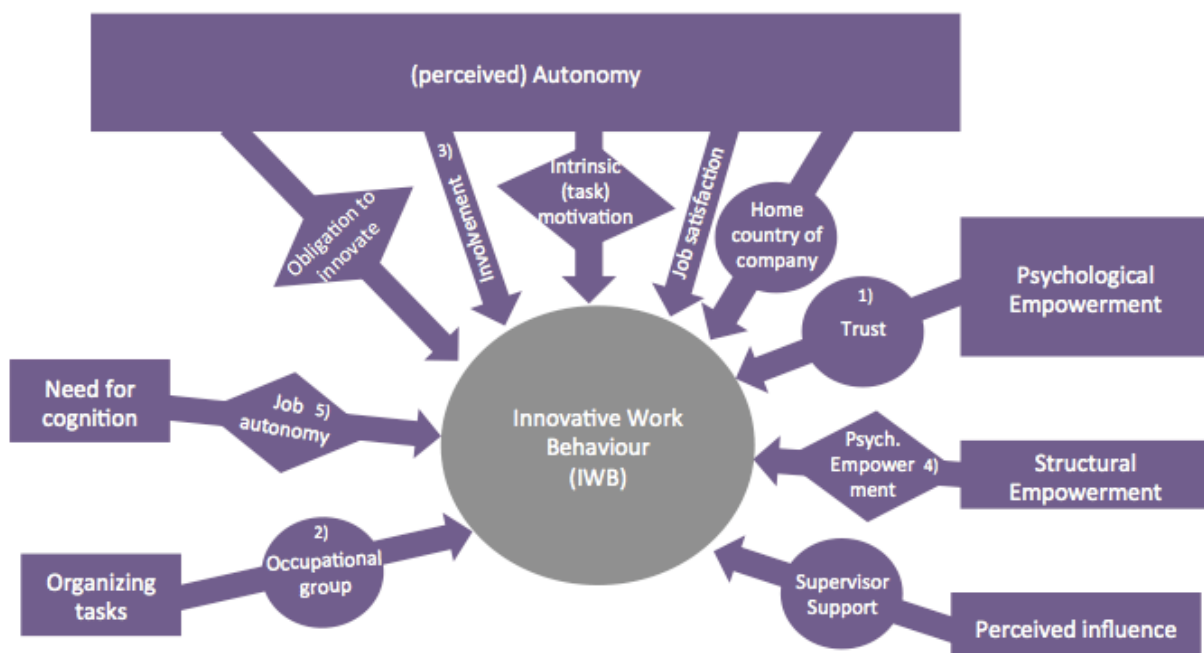 (perceived) Autonomy
Obligation to
innovate
3)
Involvement
Intrinsic
(task)
motivation
Job satisfaction
Home
country of
company
1)
Trust
Psychological
Empowerment
Need for
cognition
Job 5)
autonomy
Innovative Work
Behaviour
(IWB)
Psych.
Empower 4)
ment
Structural
Empowerment
2)
Occupational
group
Organizing
tasks
Supervisor
Support
Perceived influence